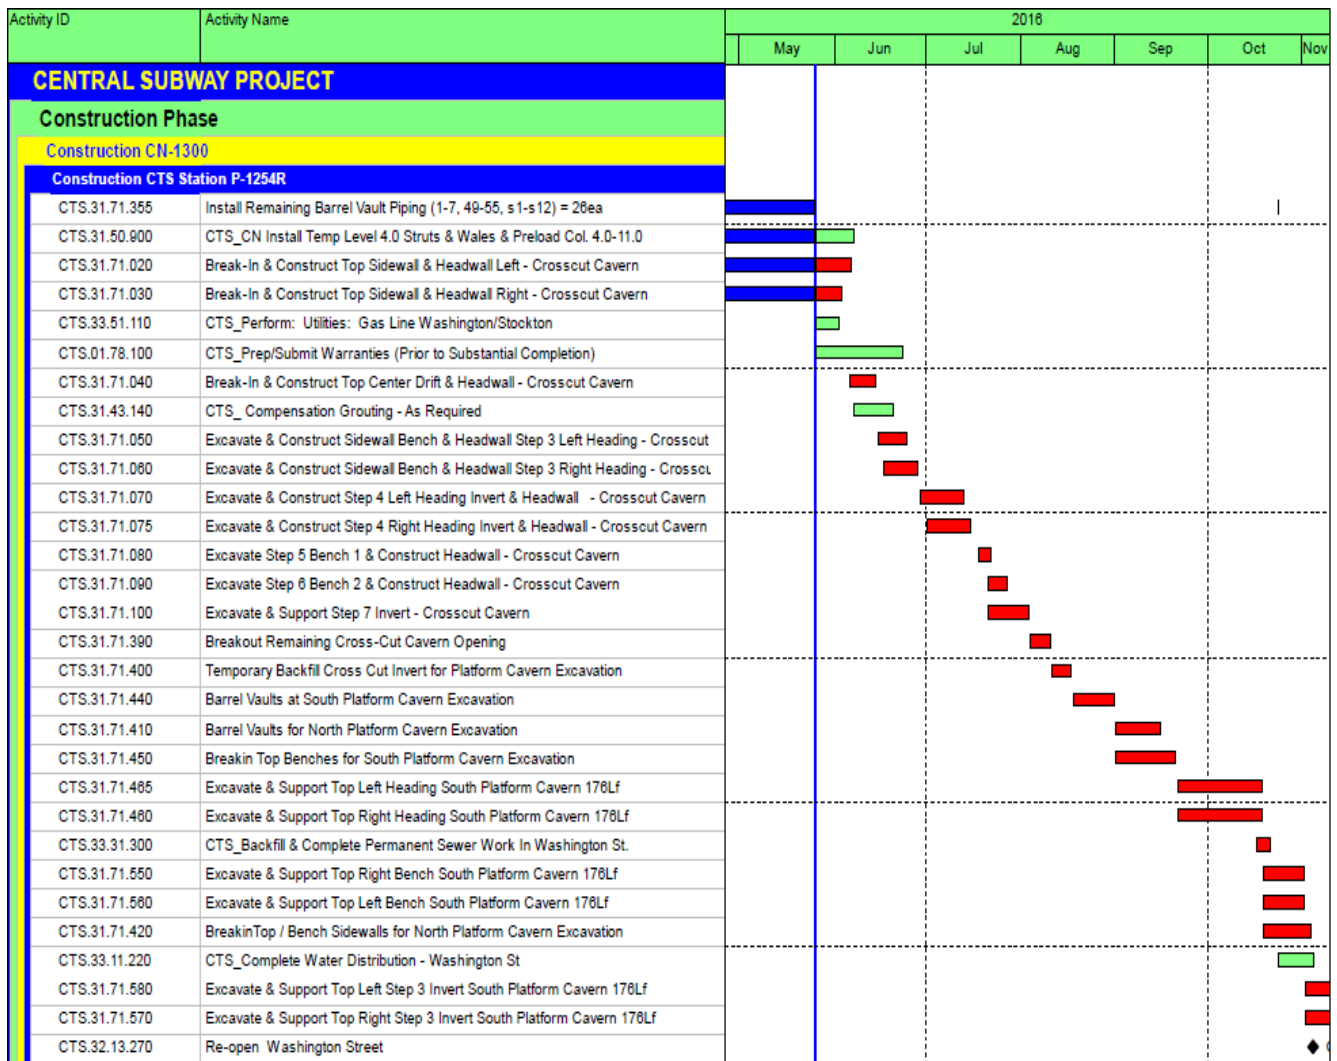 Activity ID Activity Name 2016
May Jun Jul Aug Sep Oct Nov
CENTRAL SUBWAY PROJECT
Construction Phase
Construction CN-1300
Construction CTS Station P-1254R
CTS.31.71.355 Install Remaining Barrel Vault Piping (1-7, 49-55, s1-s12) = 26ea
CTS.31.50.900 CTS_CN Install Temp Level 4.0 Struts & Wales & Preload Col. 4.0-11.0
CTS.31.71.020 Break-In & Construct Top Sidewall & Headwall Left - Crosscut Cavern
CTS.31.71.030 Break-In & Construct Top Sidewall & Headwall Right - Crosscut Cavern
CTS.33.51.110 CTS_Perform: Utilities: Gas Line Washington/Stockton
CTS.01.78.100 CTS_Prep/Submit Warranties (Prior to Substantial Completion)
CTS.31.71.040 Break-In & Construct Top Center Drift & Headwall - Crosscut Cavern
CTS.31.43.140 CTS_ Compensation Grouting - As Required
CTS.31.71.050 Excavate & Construct Sidewall Bench & Headwall Step 3 Left Heading - Crosscut
CTS.31.71.060 Excavate & Construct Sidewall Bench & Headwall Step 3 Right Heading - Crosscu
CTS.31.71.070 Excavate & Construct Step 4 Left Heading Invert & Headwall - Crosscut Cavern
CTS.31.71.075 Excavate & Construct Step 4 Right Heading Invert & Headwall - Crosscut Cavern
CTS.31.71.080 Excavate Step 5 Bench 1 & Construct Headwall - Crosscut Cavern
CTS.31.71.090 Excavate Step 6 Bench 2 & Construct Headwall - Crosscut Cavern
CTS.31.71.100 Excavate & Support Step 7 Invert - Crosscut Cavern
CTS.31.71.390 Breakout Remaining Cross-Cut Cavern Opening
CTS.31.71.400 Temporary Backfill Cross Cut Invert for Platform Cavern Excavation
CTS.31.71.440 Barrel Vaults at South Platform Cavern Excavation
CTS.31.71.410 Barrel Vaults for North Platform Cavern Excavation
CTS.31.71.450 Breakin Top Benches for South Platform Cavern Excavation
CTS.31.71.465 Excavate & Support Top Left Heading South Platform Cavern 176Lf
CTS.31.71.460 Excavate & Support Top Right Heading South Platform Cavern 176Lf
CTS.33.31.300 CTS_Backfill & Complete Permanent Sewer Work In Washington St.
CTS.31.71.550 Excavate & Support Top Right Bench South Platform Cavern 176Lf
CTS.31.71.560 Excavate & Support Top Left Bench South Platform Cavern 176Lf
CTS.31.71.420 BreakinTop / Bench Sidewalls for North Platform Cavern Excavation
CTS.33.11.220 CTS_Complete Water Distribution - Washington St
CTS.31.71.580 Excavate & Support Top Left Step 3 Invert South Platform Cavern 176Lf
CTS.31.71.570 Excavate & Support Top Right Step 3 Invert South Platform Cavern 176Lf
CTS.32.13.270 Re-open Washington Street